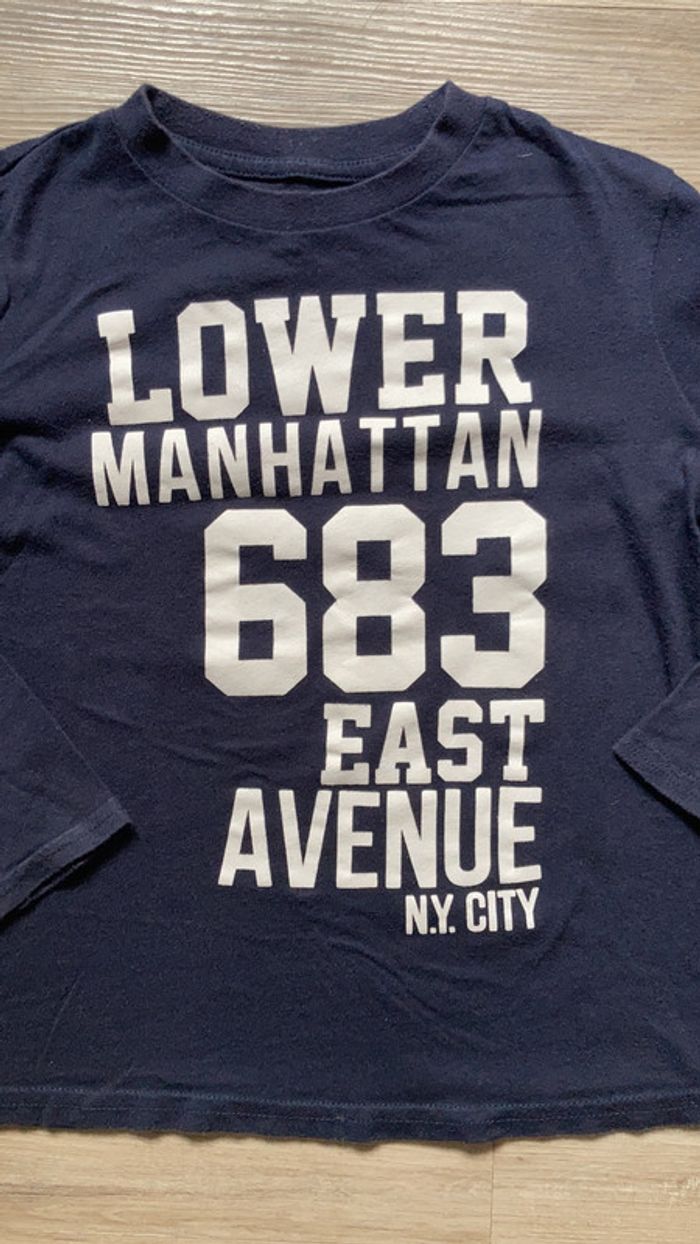 LOWER
MANHATTAN
683
EAST
AVENUE
N.Y. CITY